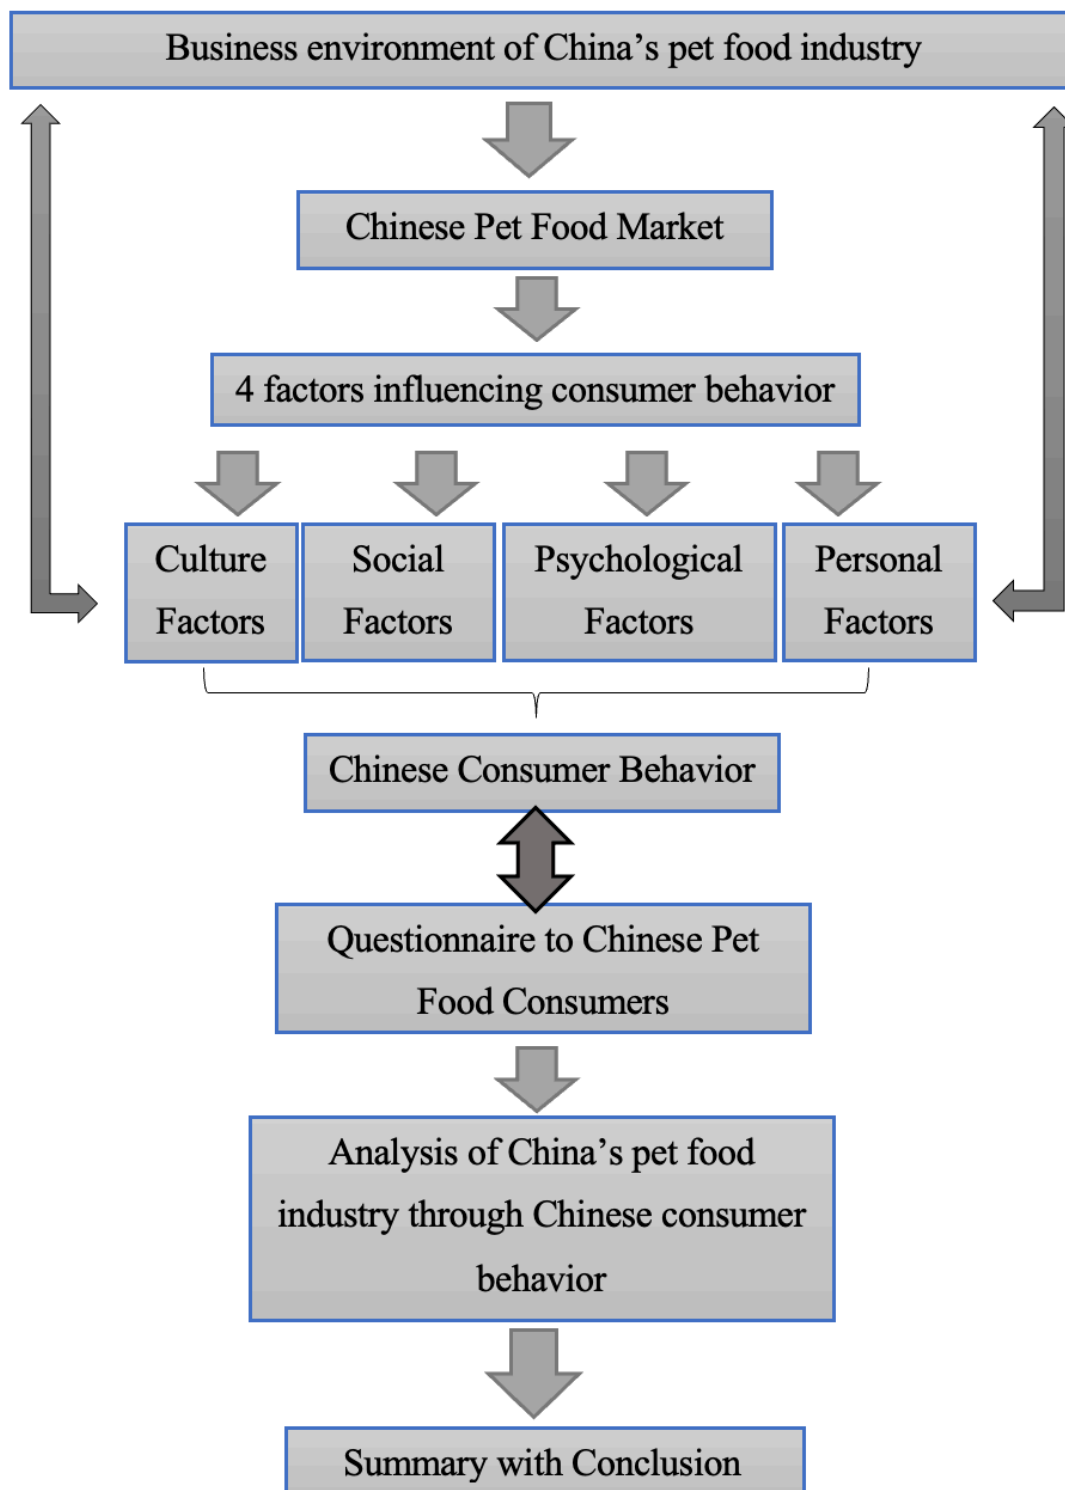 Business environment of China’s pet food industry
Chinese Pet Food Market
4 factors influencing consumer behavior
Culture
Factors
Social
Factors
Psychological
Factors
Personal
Factors
Chinese Consumer Behavior
Questionnaire to Chinese Pet
Food Consumers
Analysis of China’s pet food
industry through Chinese consumer
behavior
Summary with Conclusion